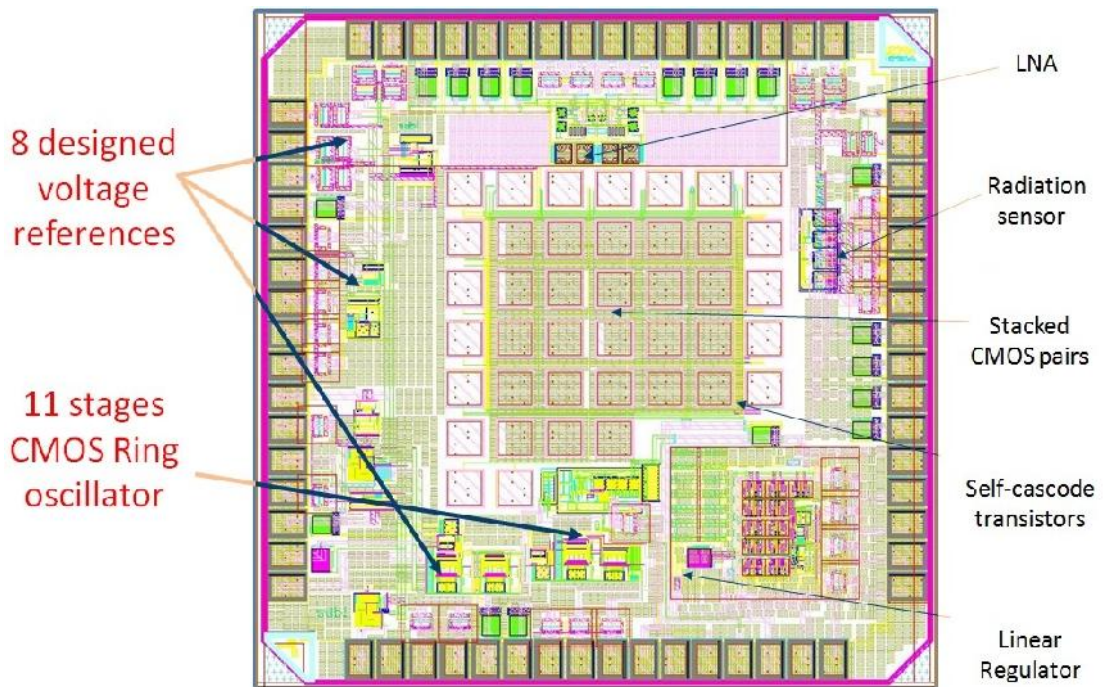 LNA
8 designed
voltage
references
Radiation
sensor
Stacked
CMOS pairs
11 stages
CMOS Ring
oscillator
Self-cascode
transistors
Linear
Regulator